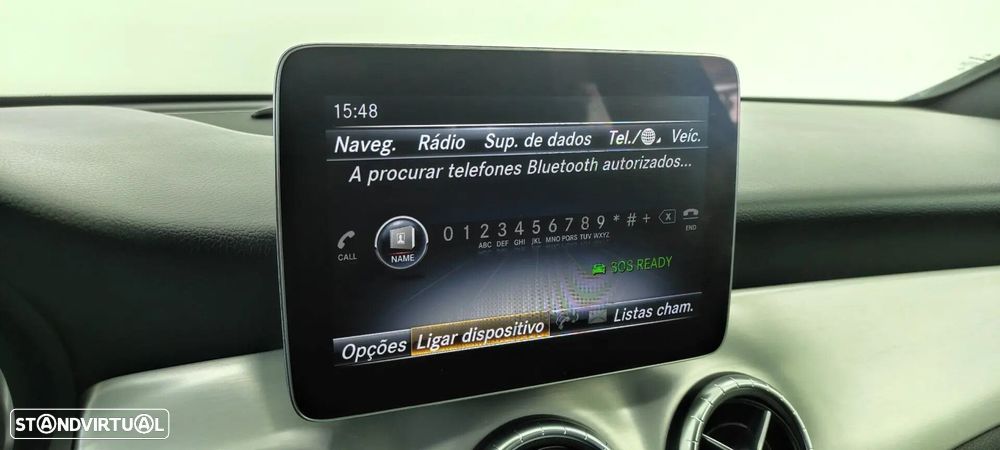 15:48
Naveg. Rádio Sup. de dados Tel./ Veíc.
A procurar telefones Bluetooth autorizados...
CALL
NAME
0 1 2 3 4 5 6 7 8 9 * # +
ABC DEF GHI JKL MNO PQRS TUV WXYZ
END
SOS READY
Opções Ligar dispositivo Listas cham.
STANDVIRTUAL